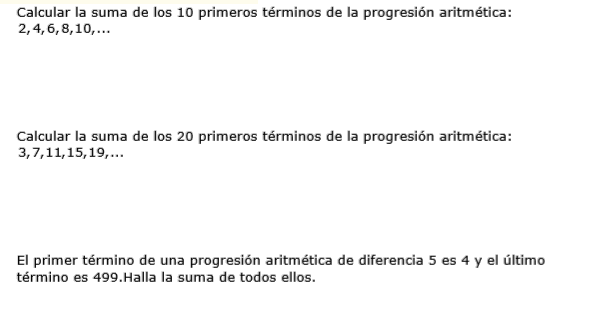 Calcular la suma de los 10 primeros términos de la progresión aritmética:
2,4,6,8,10,...
Calcular la suma de los 20 primeros términos de la progresión aritmética:
3,7,11,15,19,...
El primer término de una progresión aritmética de diferencia 5 es 4 y el último
término es 499.Halla la suma de todos ellos.